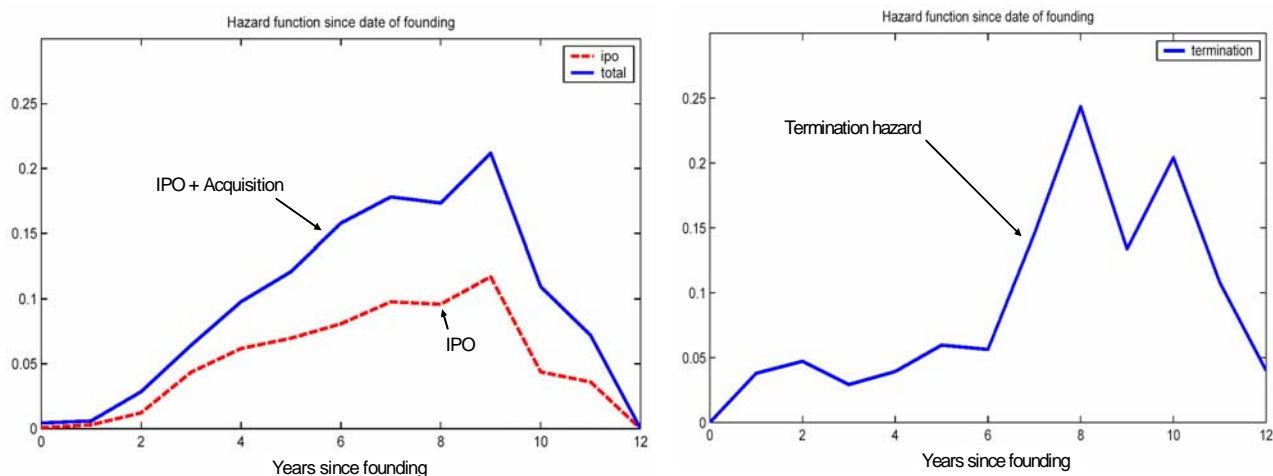 Hazard function since date of founding
ipo
total
0.25
0.2
0.15
0.1
0.05
0
IPO + Acquisition
IPO
0 2 4 6 8 10 12
Years since founding
Hazard function since date of founding
termination
0.25
0.2
0.15
0.1
0.05
0
Termination hazard
0 2 4 6 8 10 12
Years since founding